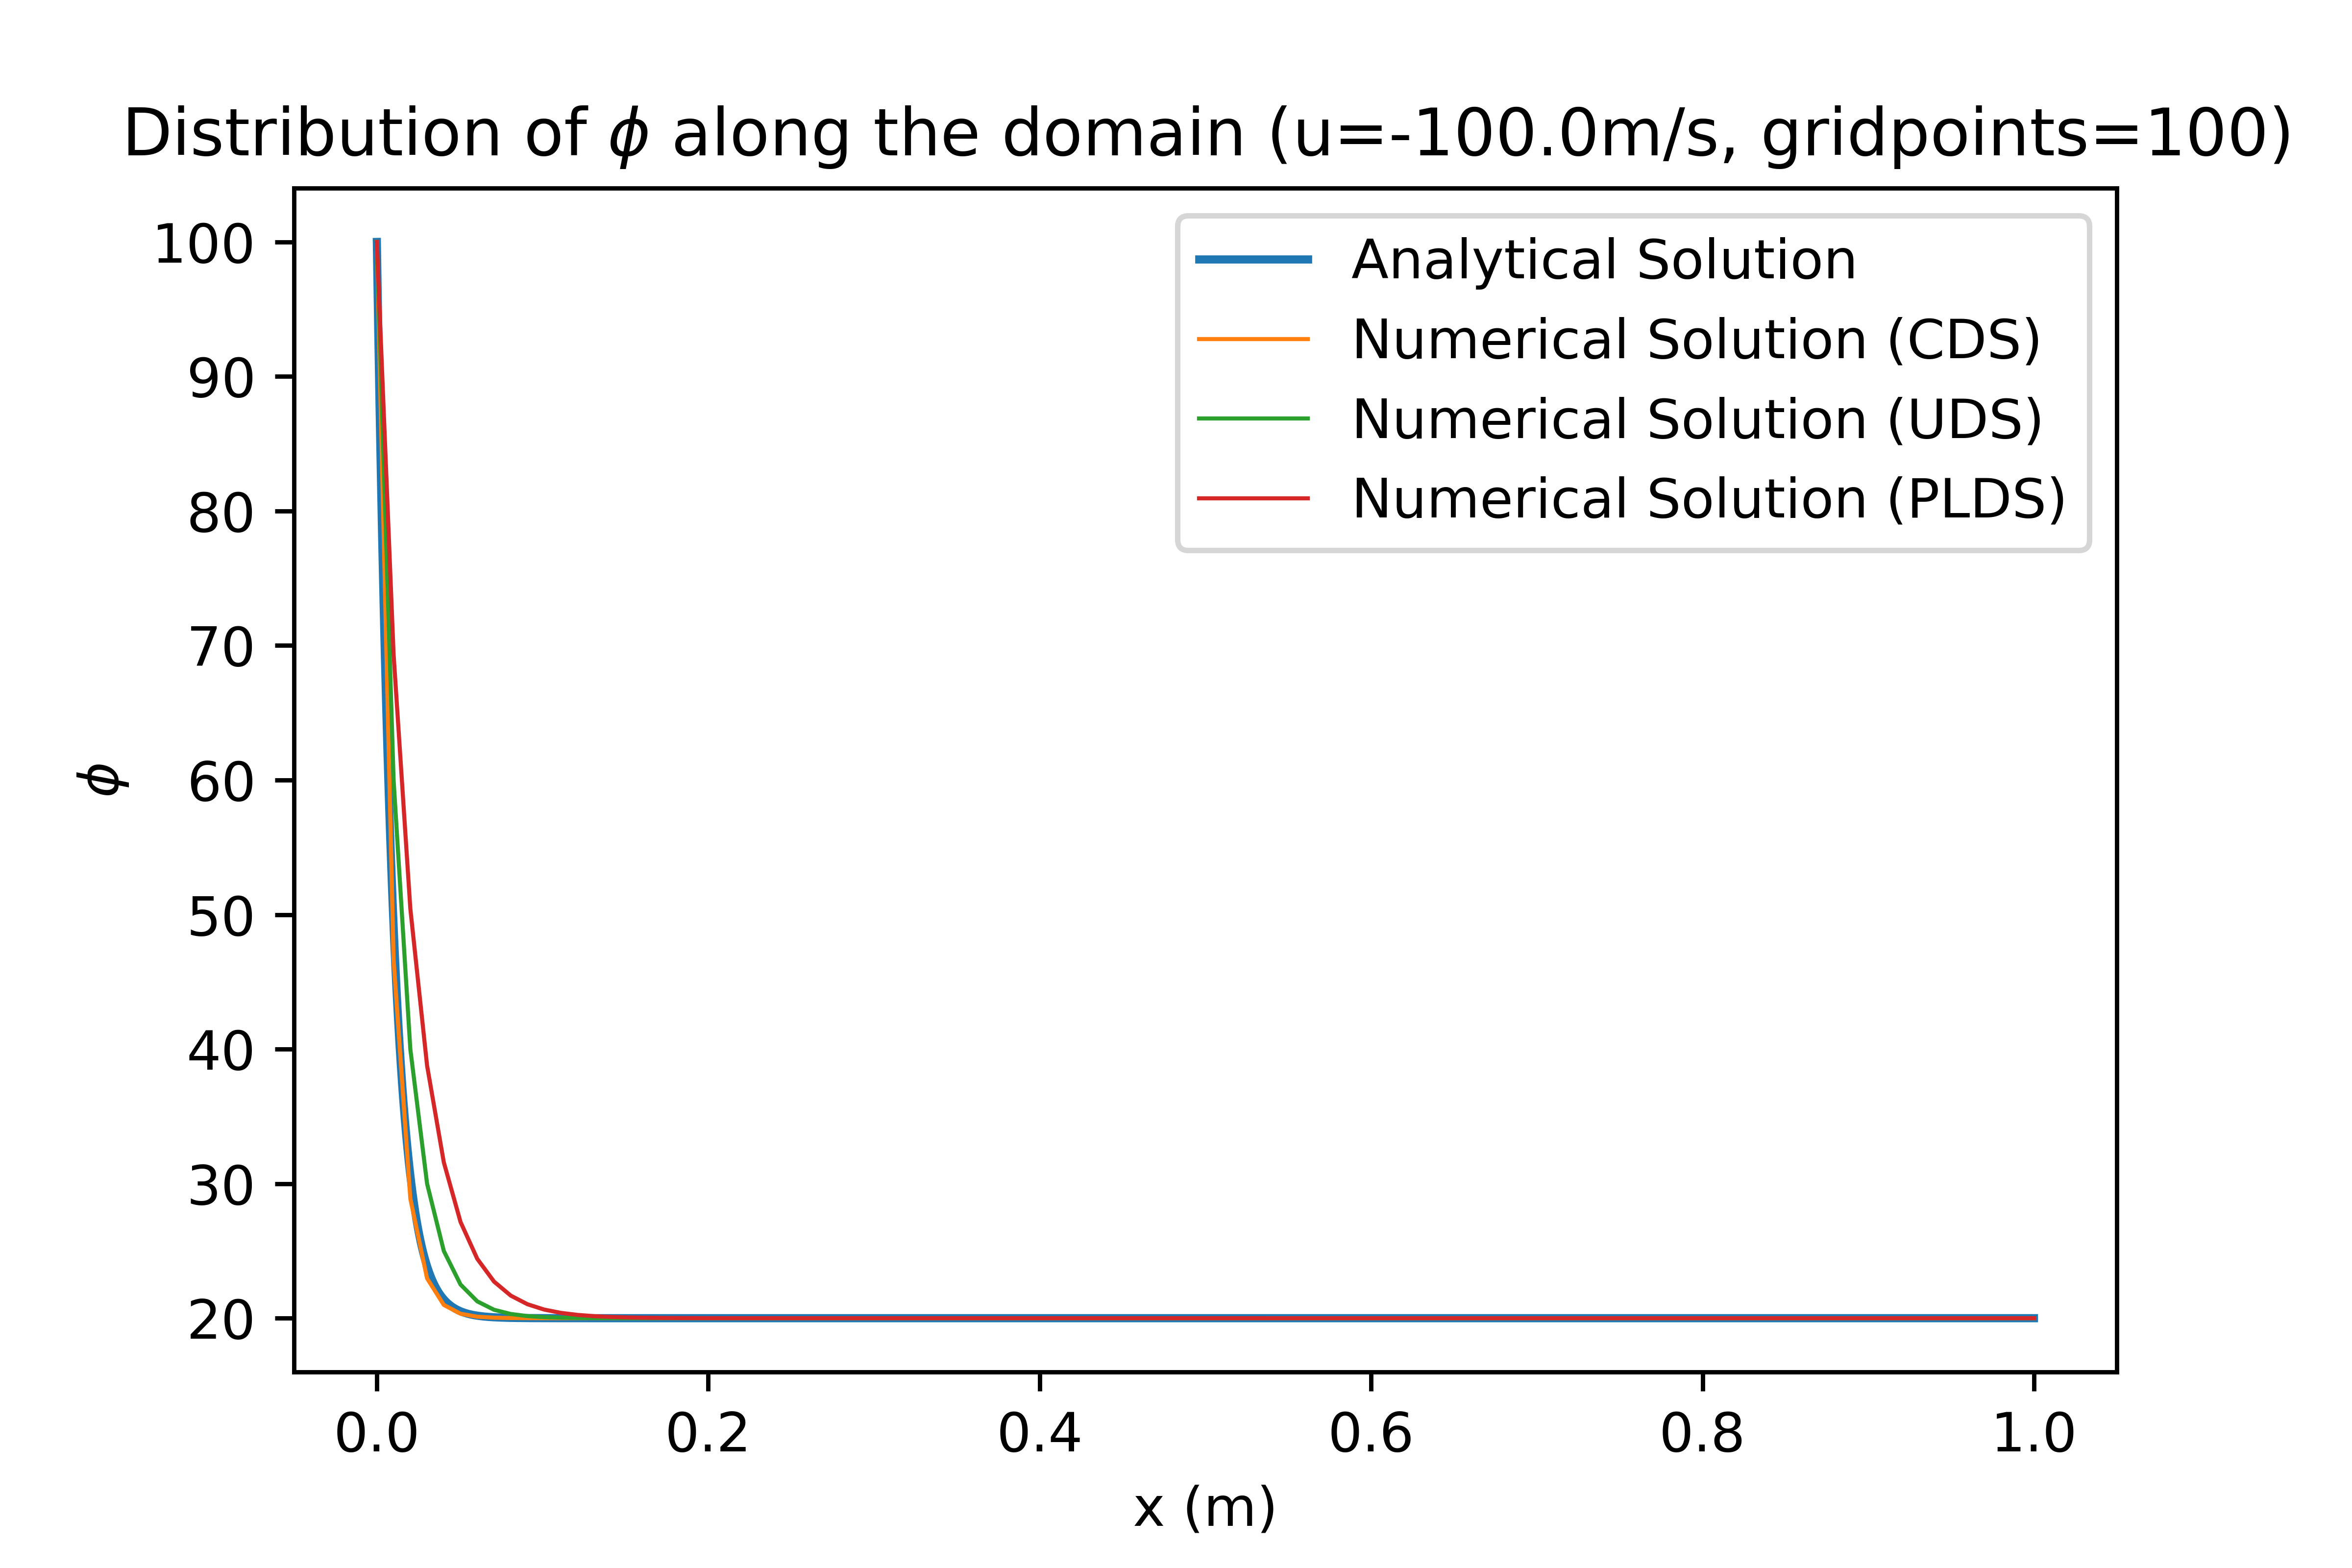 Distribution of ϕ along the domain (u=-100.0m/s, gridpoints=100)
Analytical Solution
Numerical Solution (CDS)
Numerical Solution (UDS)
Numerical Solution (PLDS)
100
90
80
70
60
50
40
30
20
ϕ
0.0 0.2 0.4 0.6 0.8 1.0
x (m)